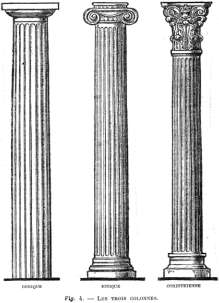 DORIQUE IONIQUE CORINTHIENNE
Fig. 4. — LES TROIS COLONNES.